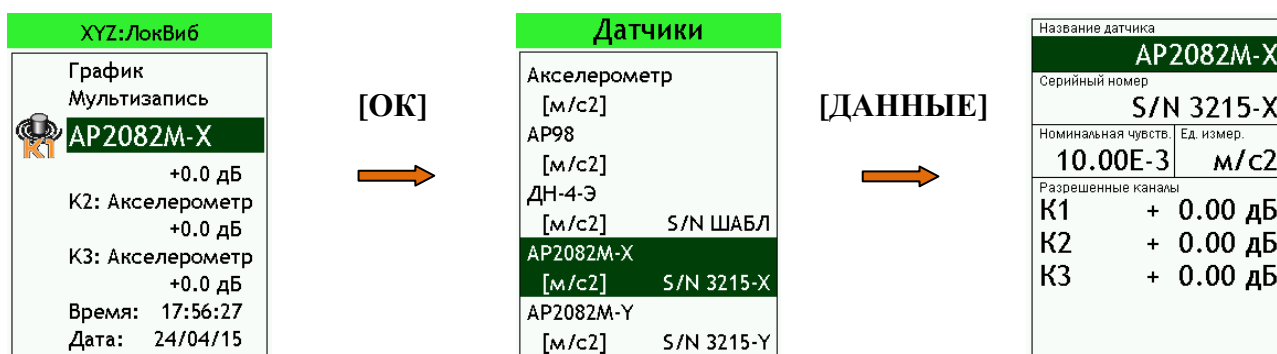 XYZ:ЛокВиб
График
Мультизапись
K1
AP2082M-X
+0.0 дБ
К2: Акселерометр
+0.0 дБ
К3: Акселерометр
+0.0 дБ
Время: 17:56:27
Дата: 24/04/15
[ОК]
Датчики
Акселерометр
[м/с2]
АР98
[м/с2]
ДН-4-Э
[м/с2] S/N ШАБЛ
AP2082M-X
[м/с2] S/N 3215-X
AP2082M-Y
[м/с2] S/N 3215-Y
[ДАННЫЕ]
Название датчика
AP2082M-X
Серийный номер
S/N 3215-X
Номинальная чувств. Ед. измер.
10.00E-3 м/с2
Разрешенные каналы
К1 + 0.00 дБ
К2 + 0.00 дБ
К3 + 0.00 дБ